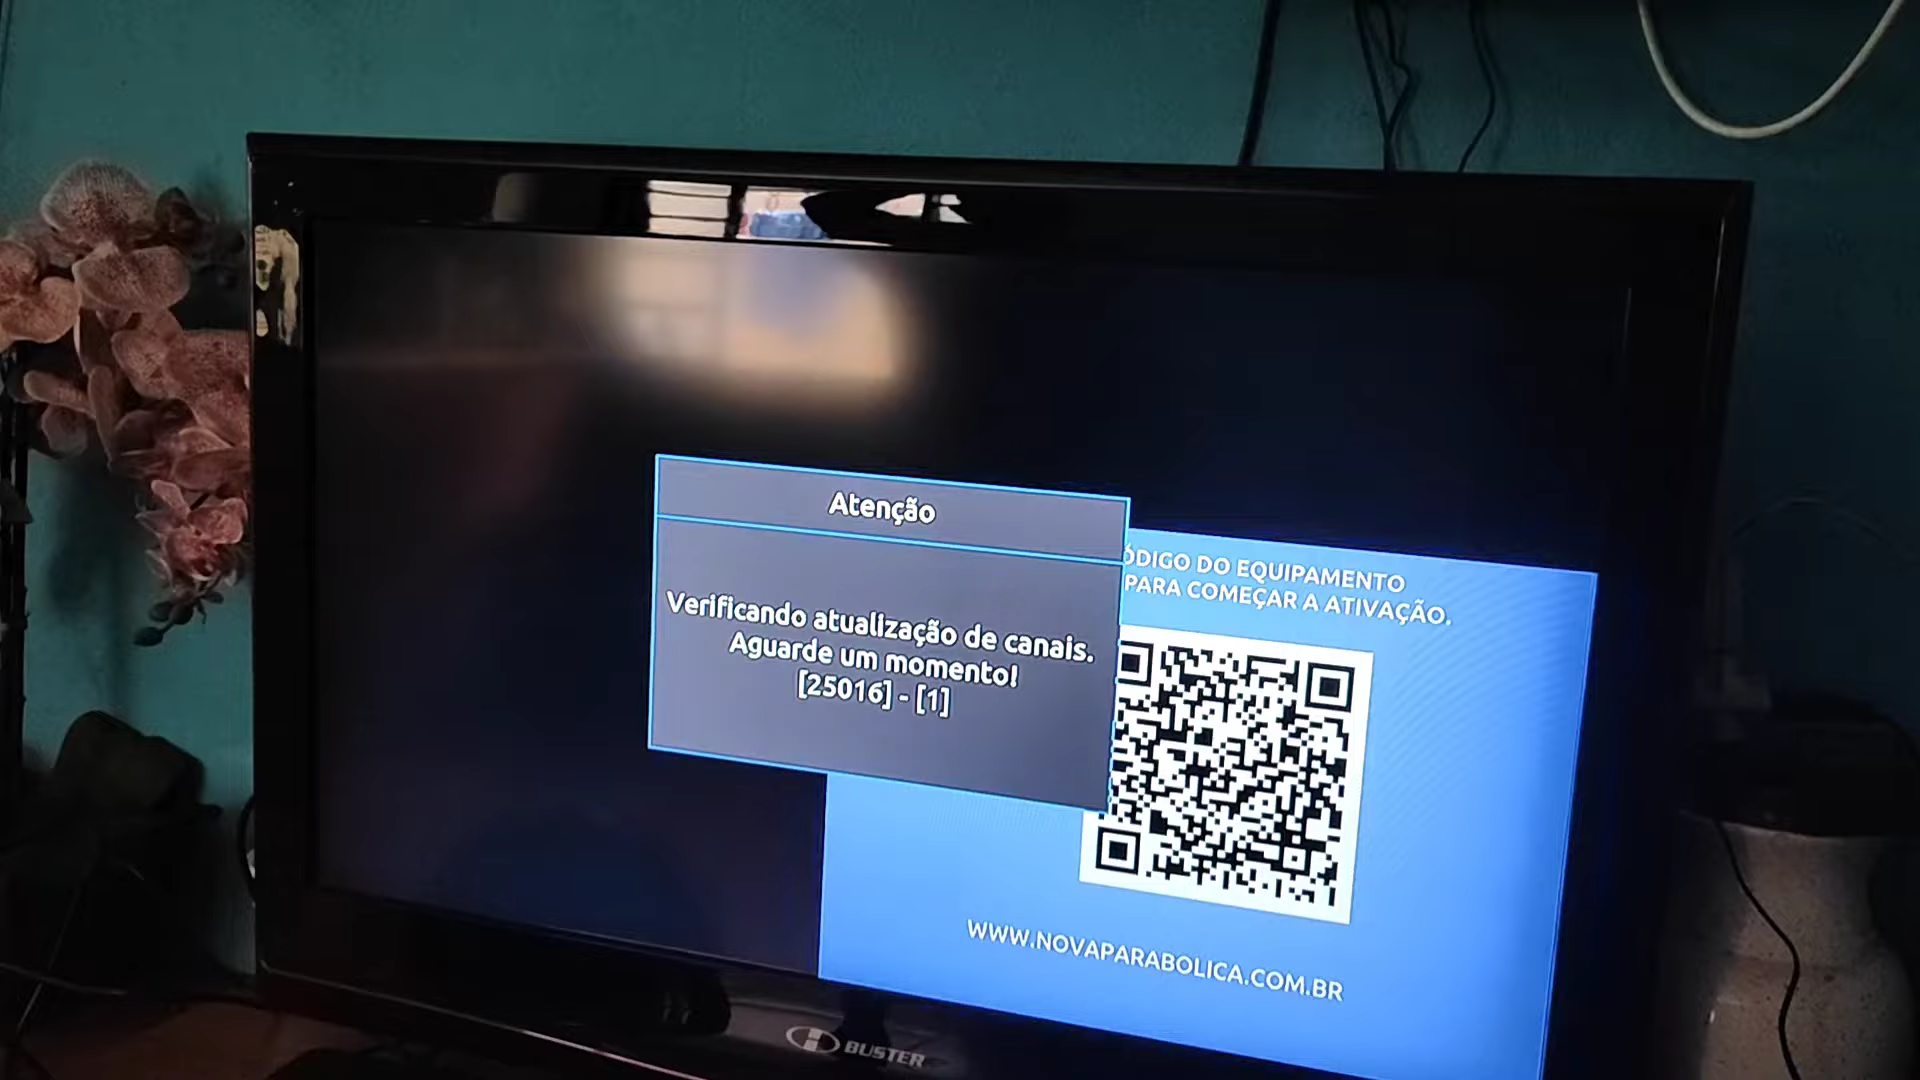 Atenção
Verificando atualização de canais.
Aguarde um momento!
[25016] - [1]
ÓDIGO DO EQUIPAMENTO
PARA COMEÇAR A ATIVAÇÃO.
WWW.NOVAPARABOLICA.COM.BR
H BUSTER